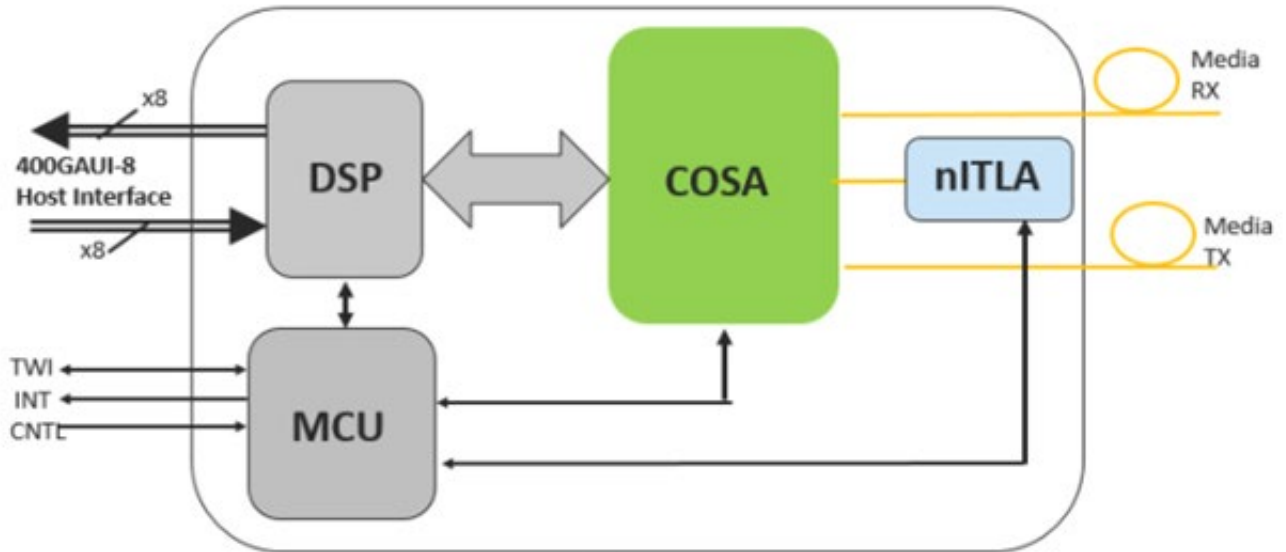 x8
400GAUI-8
Host Interface
x8
DSP
COSA
nITLA
Media
RX
Media
TX
TWI
INT
CNTL
MCU